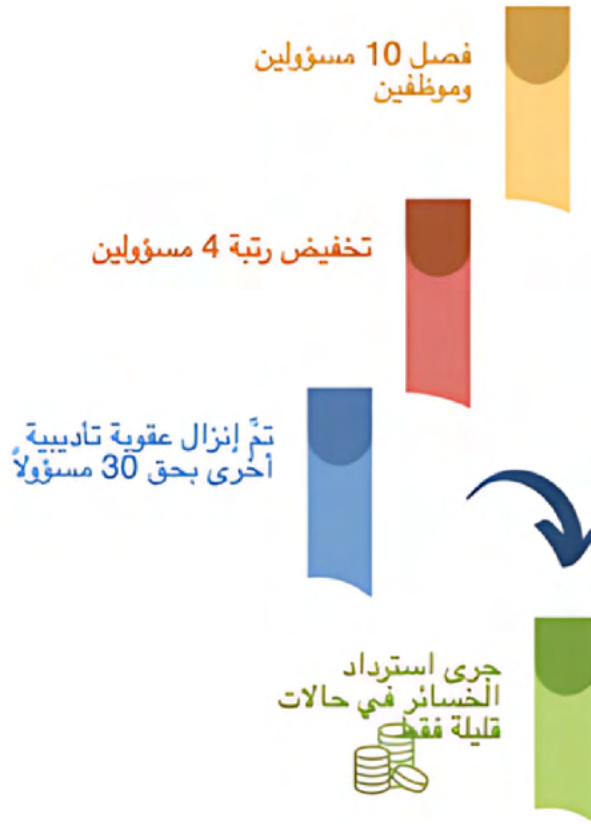 فصل 10 مسؤولين
وموظفين
تخفيض رتبة 4 مسؤولين
تمَّ إنزال عقوبة تأديبية
أخرى بحق 30 مسؤولاً
جرى استرداد
الخسائر في حالات
قليلة فقط